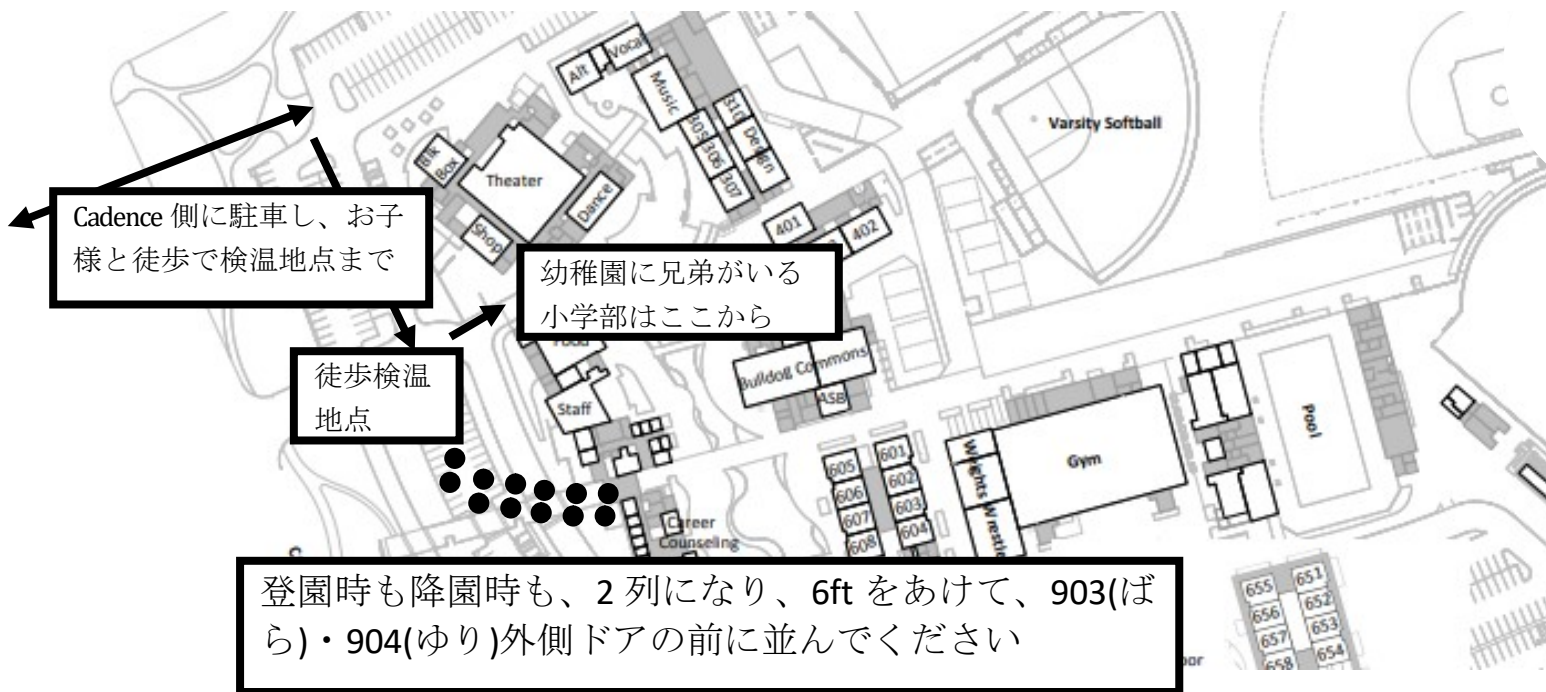 Alt
Vocal
Music
310
Design
305
306
307
Varsity Softball
Blk
Box
Theater
Dance
Shop
401
402
Cadence 側に駐車し、お子
様と徒歩で検温地点まで
幼稚園に兄弟がいる
小学部はここから
Food
徒歩検温
地点
Staff
Bulldog Commons
ASB
Pool
Gym
Weights
Wrestle
605
606
607
608
601
602
603
604
Career
Counseling
登園時も降園時も、2 列になり、6ft をあけて、903(ば
ら)・904(ゆり)外側ドアの前に並んでください
655
656
657
658
651
652
653
654